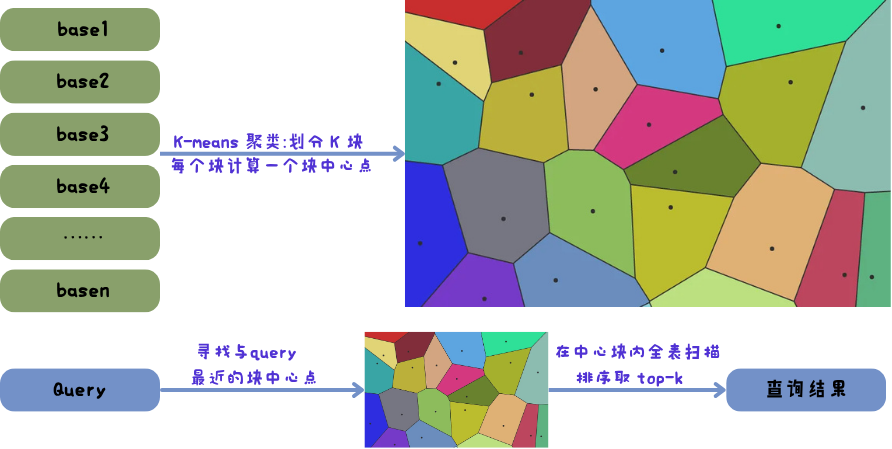 base1
base2
base3
base4
......
basen
K-means 聚类:划分 K 块
每个块计算一个块中心点
Query
寻找与query
最近的块中心点
在中心块内全表扫描
排序取 top-k
查询结果